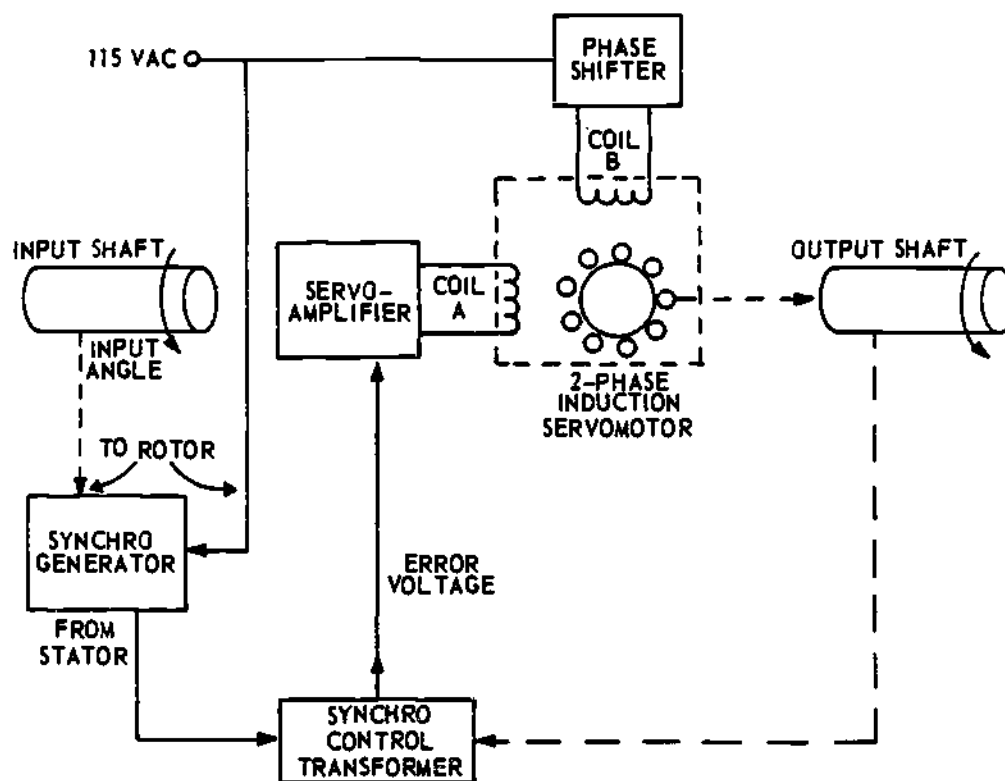 115 VAC
PHASE
SHIFTER
COIL
B
INPUT SHAFT
OUTPUT SHAFT
SERVO-
AMPLIFIER
COIL
A
INPUT
ANGLE
2-PHASE
INDUCTION
SERVOMOTOR
TO ROTOR
SYNCHRO
GENERATOR
ERROR
VOLTAGE
FROM
STATOR
SYNCHRO
CONTROL
TRANSFORMER